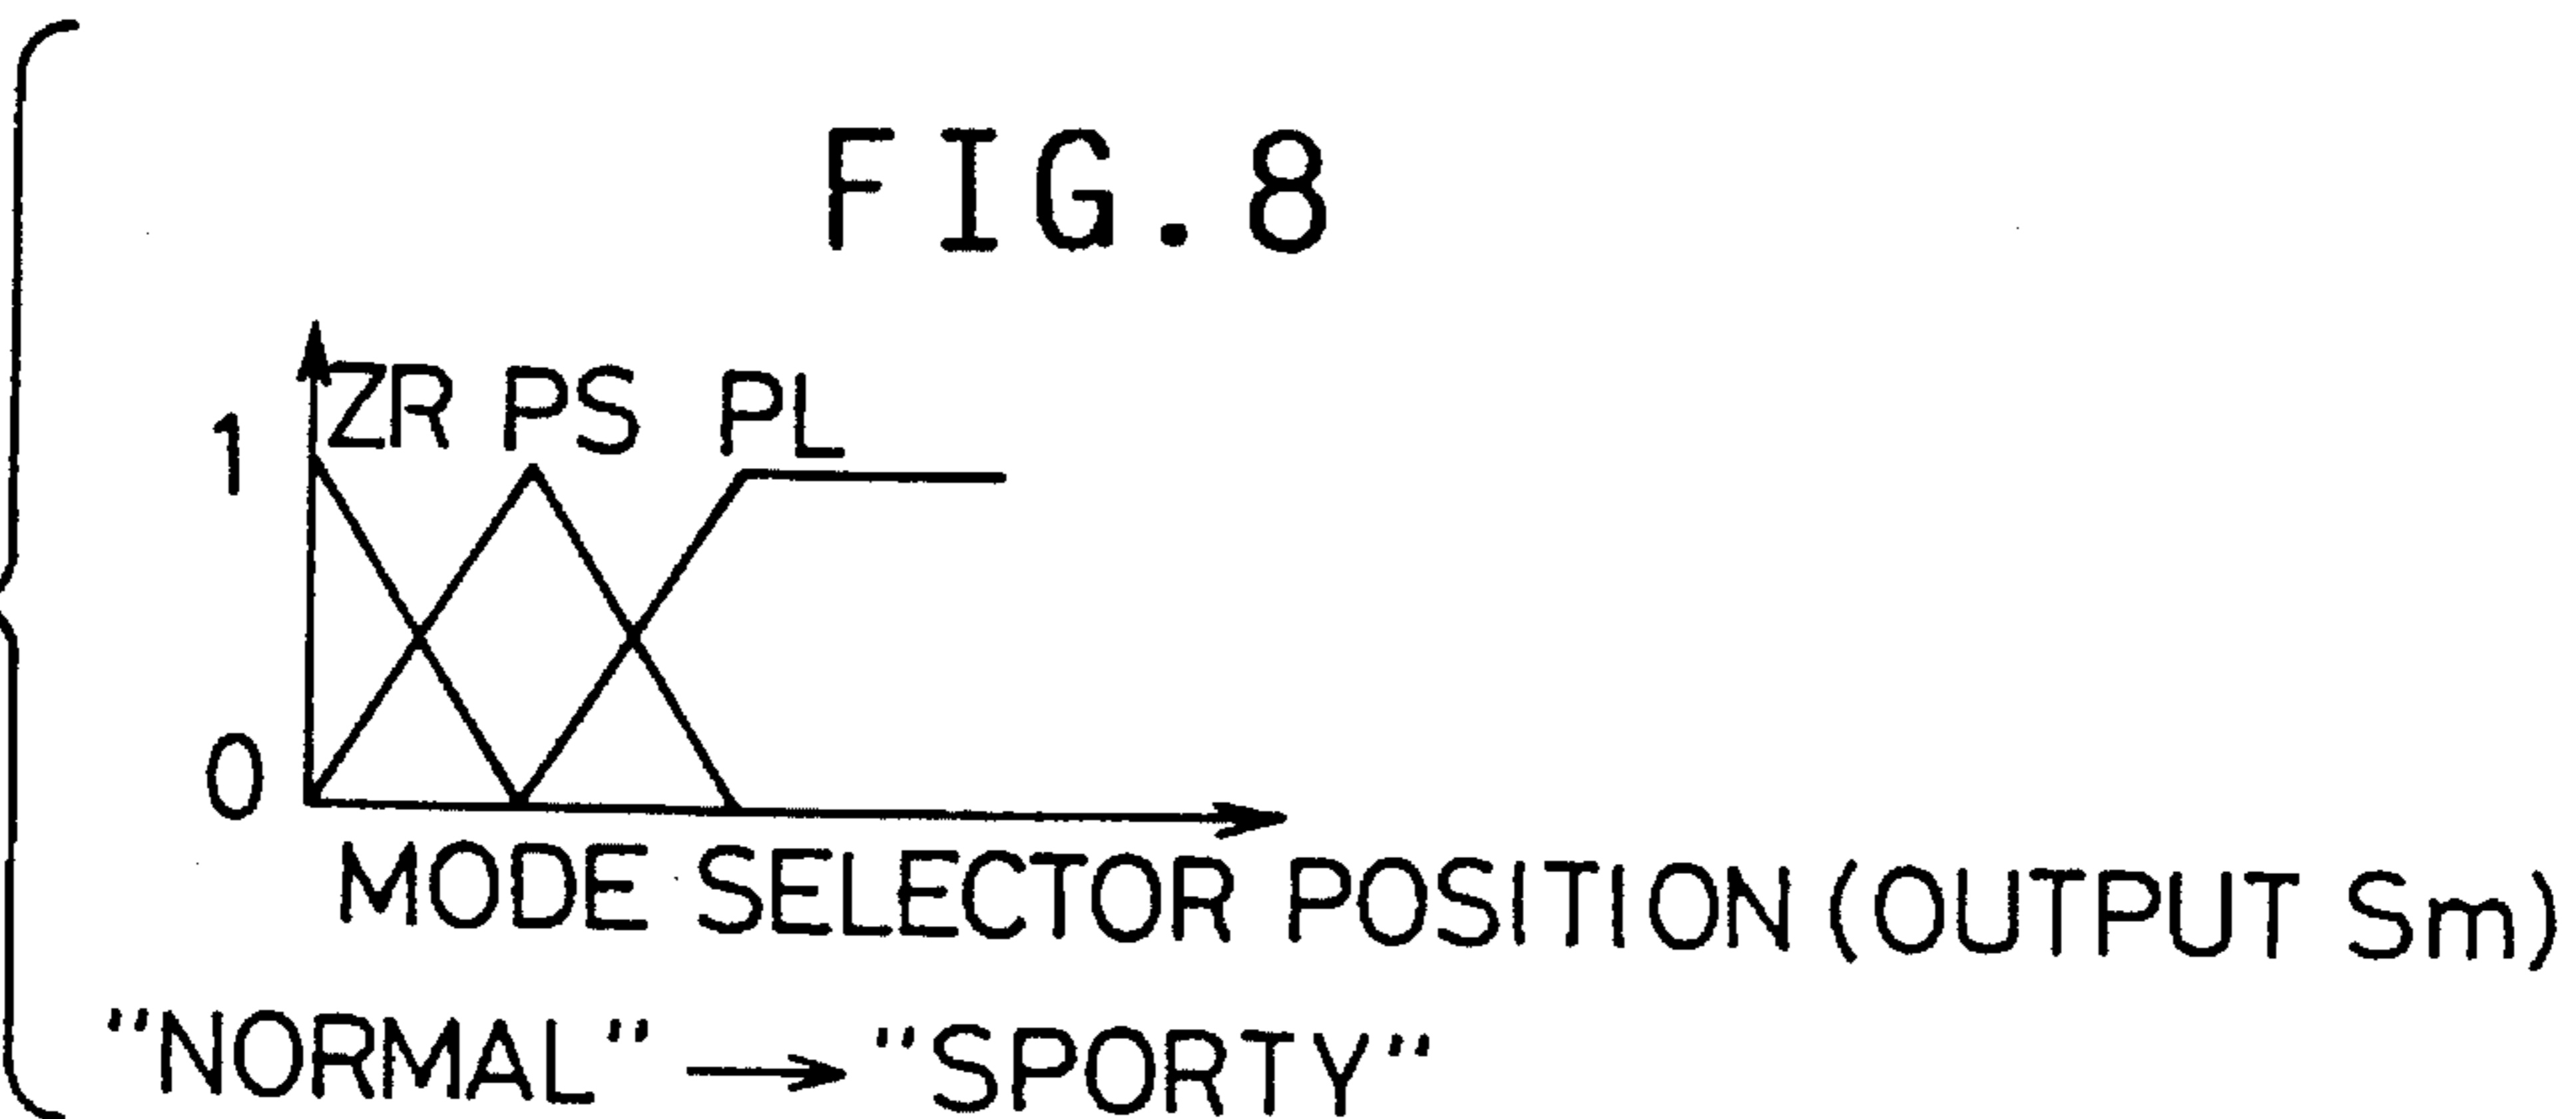 FIG. 8
ZR PS PL
1
0
MODE SELECTOR POSITION (OUTPUT Sm)
"NORMAL" → "SPORTY"